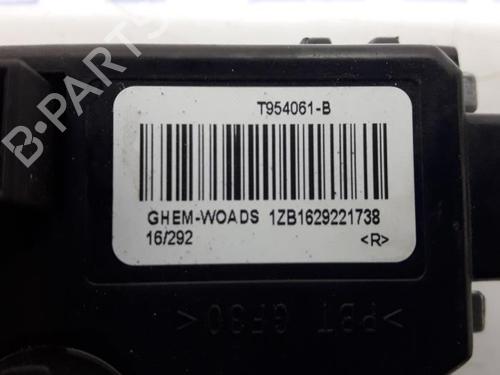 T954061-B
GHEM-WOADS 1ZB1629221738
16/292 <R>
>PBT GF30<
B-PARTS